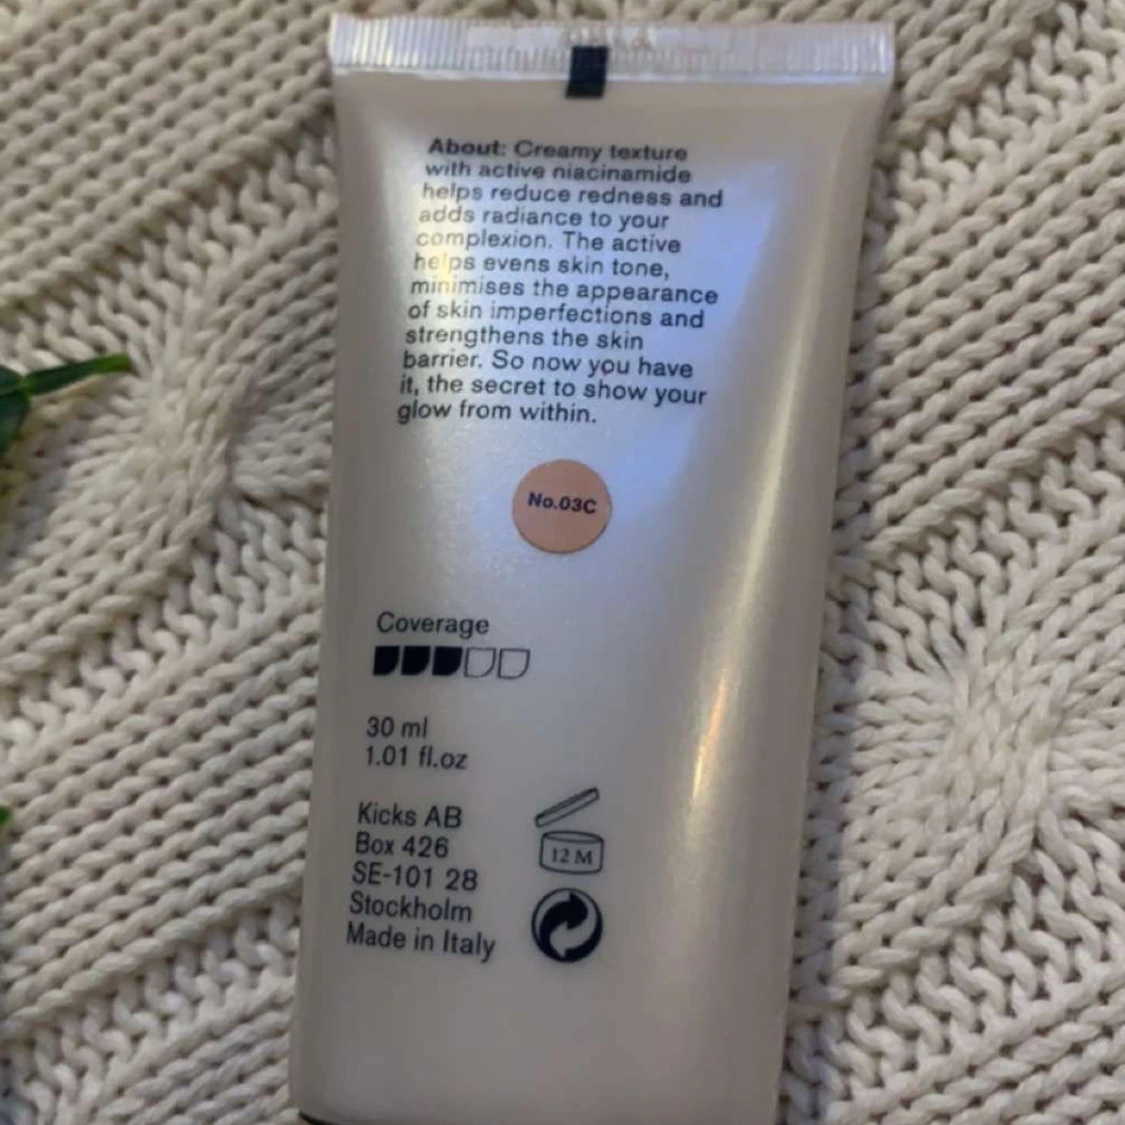 About: Creamy texture
with active niacinamide
helps reduce redness and
adds radiance to your
complexion. The active
helps evens skin tone,
minimises the appearance
of skin imperfections and
strengthens the skin
barrier. So now you have
it, the secret to show your
glow from within.
No.03C
Coverage
30 ml
1.01 fl.oz
Kicks AB
Box 426
SE-101 28
Stockholm
Made in Italy
12 M